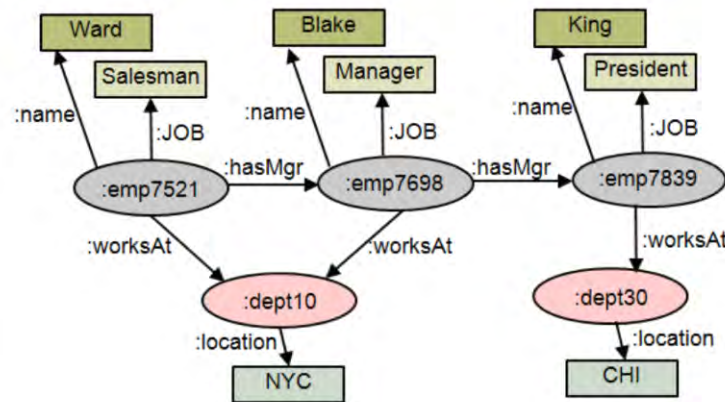 Ward
Blake
King
Salesman
Manager
President
:name
:JOB
:name
:JOB
:name
:JOB
:emp7521
:hasMgr
:emp7698
:hasMgr
:emp7839
:worksAt
:worksAt
:worksAt
:dept10
:dept30
:location
:location
NYC
CHI